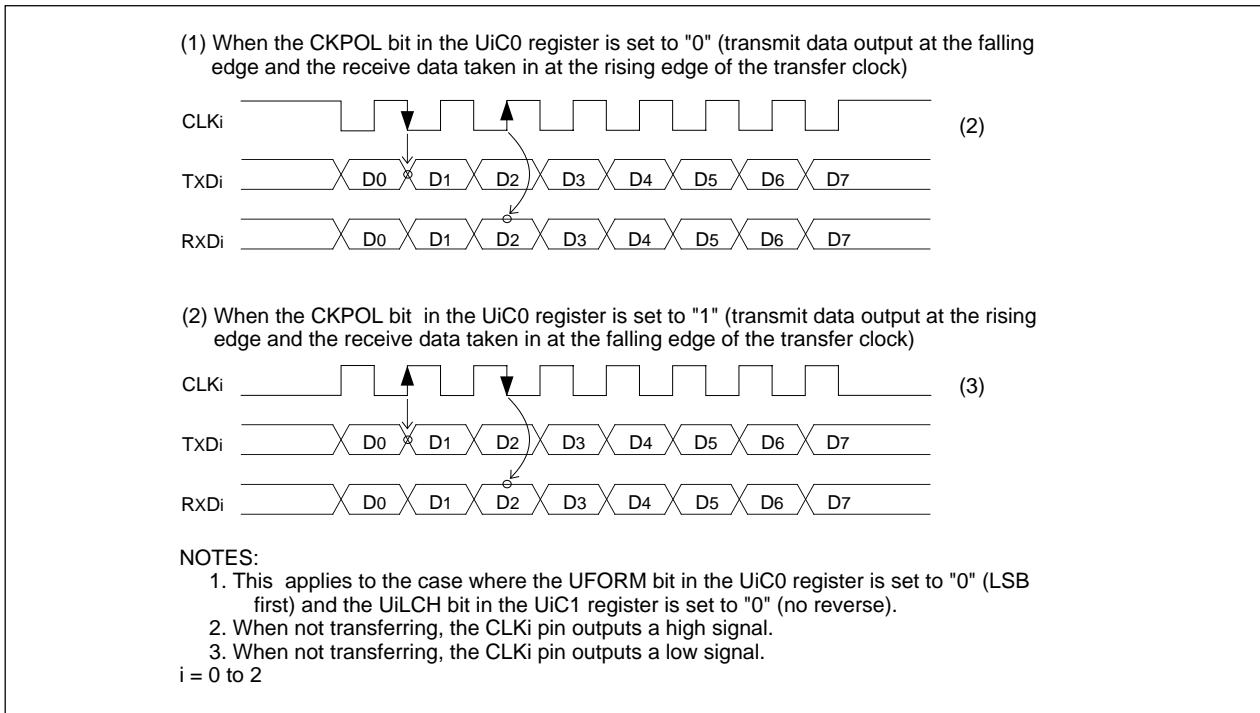 (1) When the CKPOL bit in the UiC0 register is set to "0" (transmit data output at the falling
edge and the receive data taken in at the rising edge of the transfer clock)
CLKi
(2)
TXDi D0 D1 D2 D3 D4 D5 D6 D7
RXDi D0 D1 D2 D3 D4 D5 D6 D7
(2) When the CKPOL bit in the UiC0 register is set to "1" (transmit data output at the rising
edge and the receive data taken in at the falling edge of the transfer clock)
CLKi
(3)
TXDi D0 D1 D2 D3 D4 D5 D6 D7
RXDi D0 D1 D2 D3 D4 D5 D6 D7
NOTES:
1. This applies to the case where the UFORM bit in the UiC0 register is set to "0" (LSB
first) and the UiLCH bit in the UiC1 register is set to "0" (no reverse).
2. When not transferring, the CLKi pin outputs a high signal.
3. When not transferring, the CLKi pin outputs a low signal.
i = 0 to 2